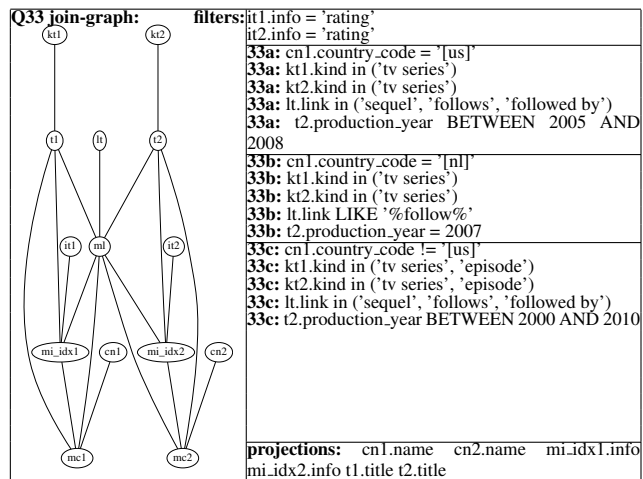 Q33 join-graph: filters:
it1.info = 'rating'
it2.info = 'rating'
33a: cn1.country_code = '[us]'
33a: kt1.kind in ('tv series')
33a: kt2.kind in ('tv series')
33a: lt.link in ('sequel', 'follows', 'followed by')
33a: t2.production_year BETWEEN 2005 AND
2008
33b: cn1.country_code = '[nl]'
33b: kt1.kind in ('tv series')
33b: kt2.kind in ('tv series')
33b: lt.link LIKE '%follow%'
33b: t2.production_year = 2007
33c: cn1.country_code != '[us]'
33c: kt1.kind in ('tv series', 'episode')
33c: kt2.kind in ('tv series', 'episode')
33c: lt.link in ('sequel', 'follows', 'followed by')
33c: t2.production_year BETWEEN 2000 AND 2010
projections: cn1.name cn2.name mi_idx1.info
mi_idx2.info t1.title t2.title
kt1 kt2
t1 lt t2
it1 ml it2
mi_idx1 cn1 mi_idx2 cn2
mc1 mc2